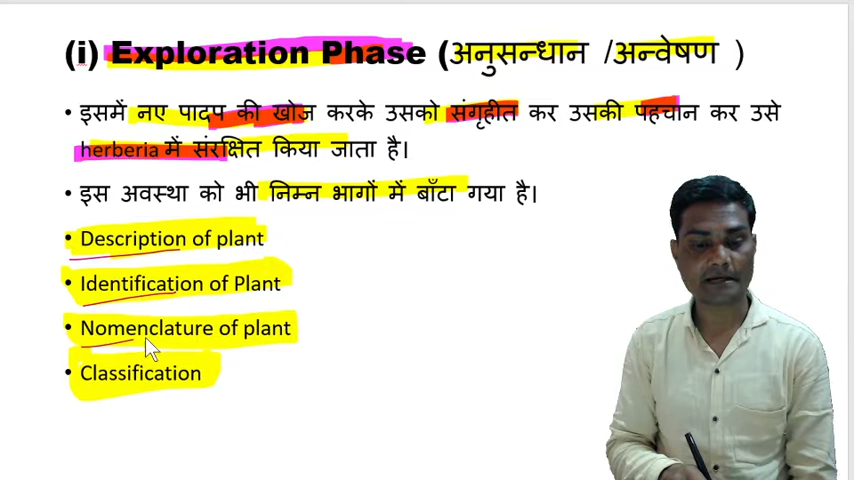 (i) Exploration Phase (अनुसन्धान /अन्वेषण )
• इसमें नए पादप की खोज करके उसको संगृहीत कर उसकी पहचान कर उसे
herberia में संरक्षित किया जाता है।
• इस अवस्था को भी निम्न भागों में बाँटा गया है।
• Description of plant
• Identification of Plant
• Nomenclature of plant
• Classification